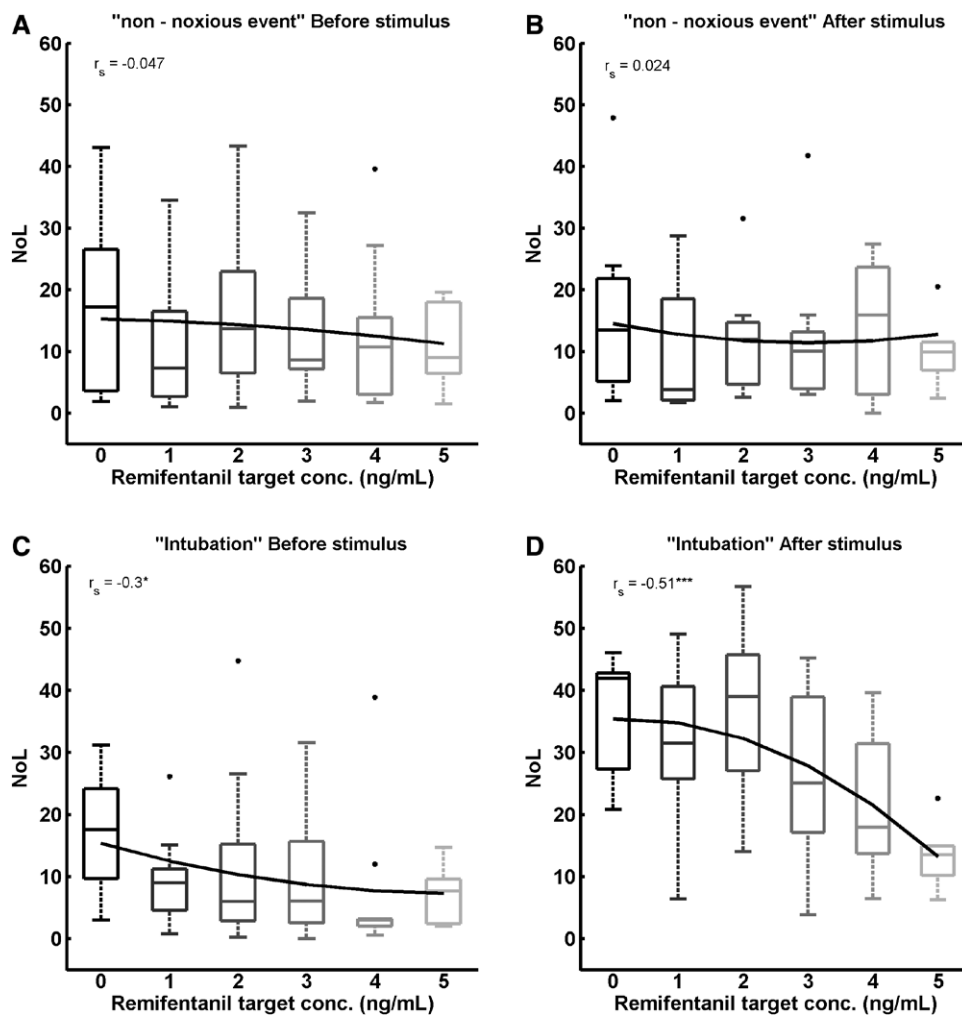 A "non - noxious event" Before stimulus
60
50
40
30
20
10
0
NoL
r s = -0.047
0 1 2 3 4 5
Remifentanil target conc. (ng/mL)
B "non - noxious event" After stimulus
60
50
40
30
20
10
0
NoL
r s = 0.024
0 1 2 3 4 5
Remifentanil target conc. (ng/mL)
C "Intubation" Before stimulus
60
50
40
30
20
10
0
NoL
r s = -0.3*
0 1 2 3 4 5
Remifentanil target conc. (ng/mL)
D "Intubation" After stimulus
60
50
40
30
20
10
0
NoL
r s = -0.51***
0 1 2 3 4 5
Remifentanil target conc. (ng/mL)